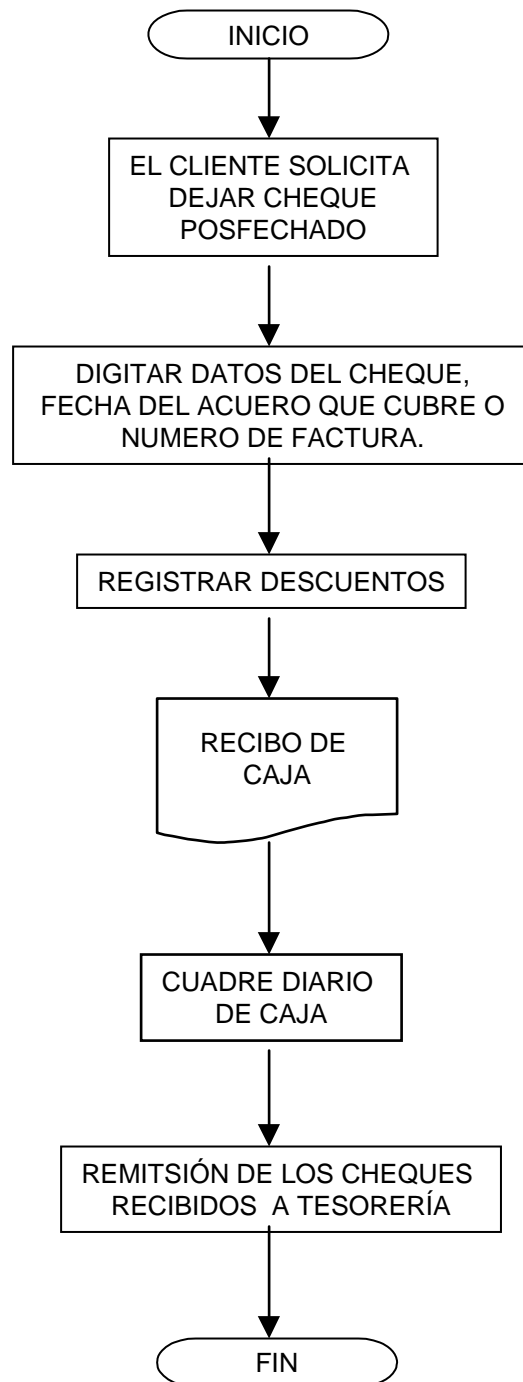 INICIO
EL CLIENTE SOLICITA
DEJAR CHEQUE
POSFECHADO
DIGITAR DATOS DEL CHEQUE,
FECHA DEL ACUERO QUE CUBRE O
NUMERO DE FACTURA.
REGISTRAR DESCUENTOS
RECIBO DE
CAJA
CUADRE DIARIO
DE CAJA
REMITSIÓN DE LOS CHEQUES
RECIBIDOS A TESORERÍA
FIN